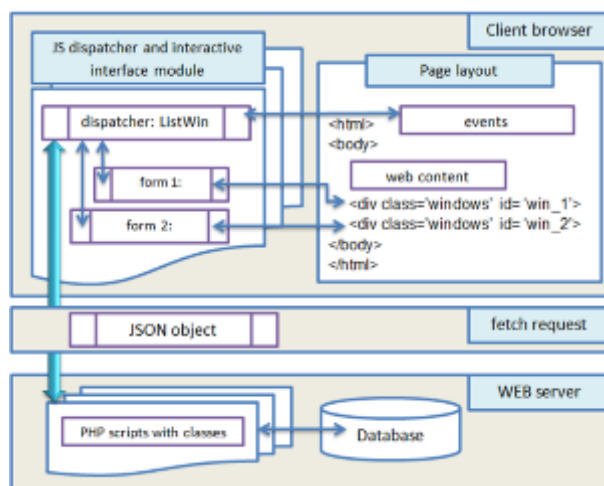 Client browser
JS dispatcher and interactive
interface module
dispatcher: ListWin
form 1:
form 2:
Page layout
events
<html>
<body>
web content
<div class='windows' id= 'win_1'>
<div class='windows' id= 'win_2'>
</body>
</html>
JSON object
fetch request
WEB server
PHP scripts with classes
Database